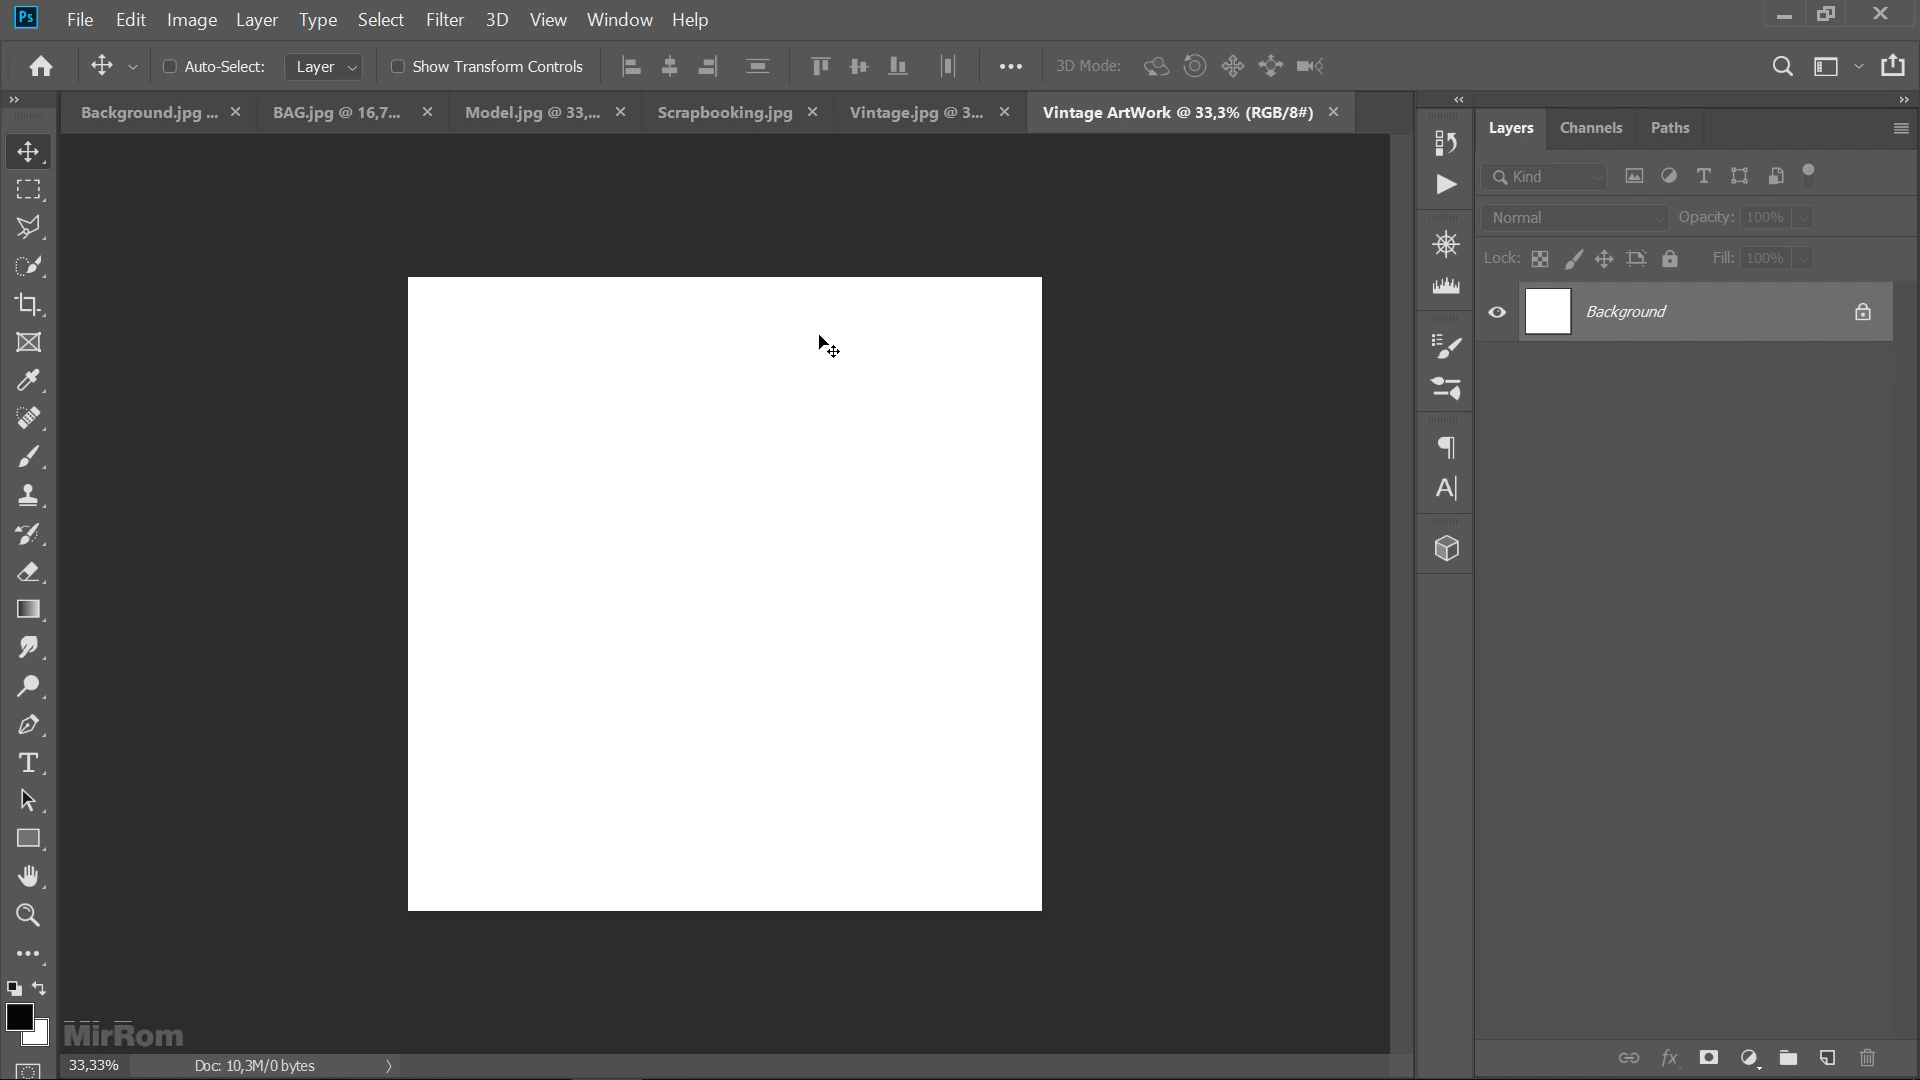 Ps File Edit Image Layer Type Select Filter 3D View Window Help
Auto-Select: Layer Show Transform Controls 3D Mode:
Background.jpg ... BAG.jpg @ 16,7... Model.jpg @ 33,... Scrapbooking.jpg Vintage.jpg @ 3... Vintage ArtWork @ 33,3% (RGB/8#)
Layers Channels Paths
Kind
Normal Opacity: 100%
Lock: Fill: 100%
Background
MirRom
33,33% Doc: 10,3M/0 bytes